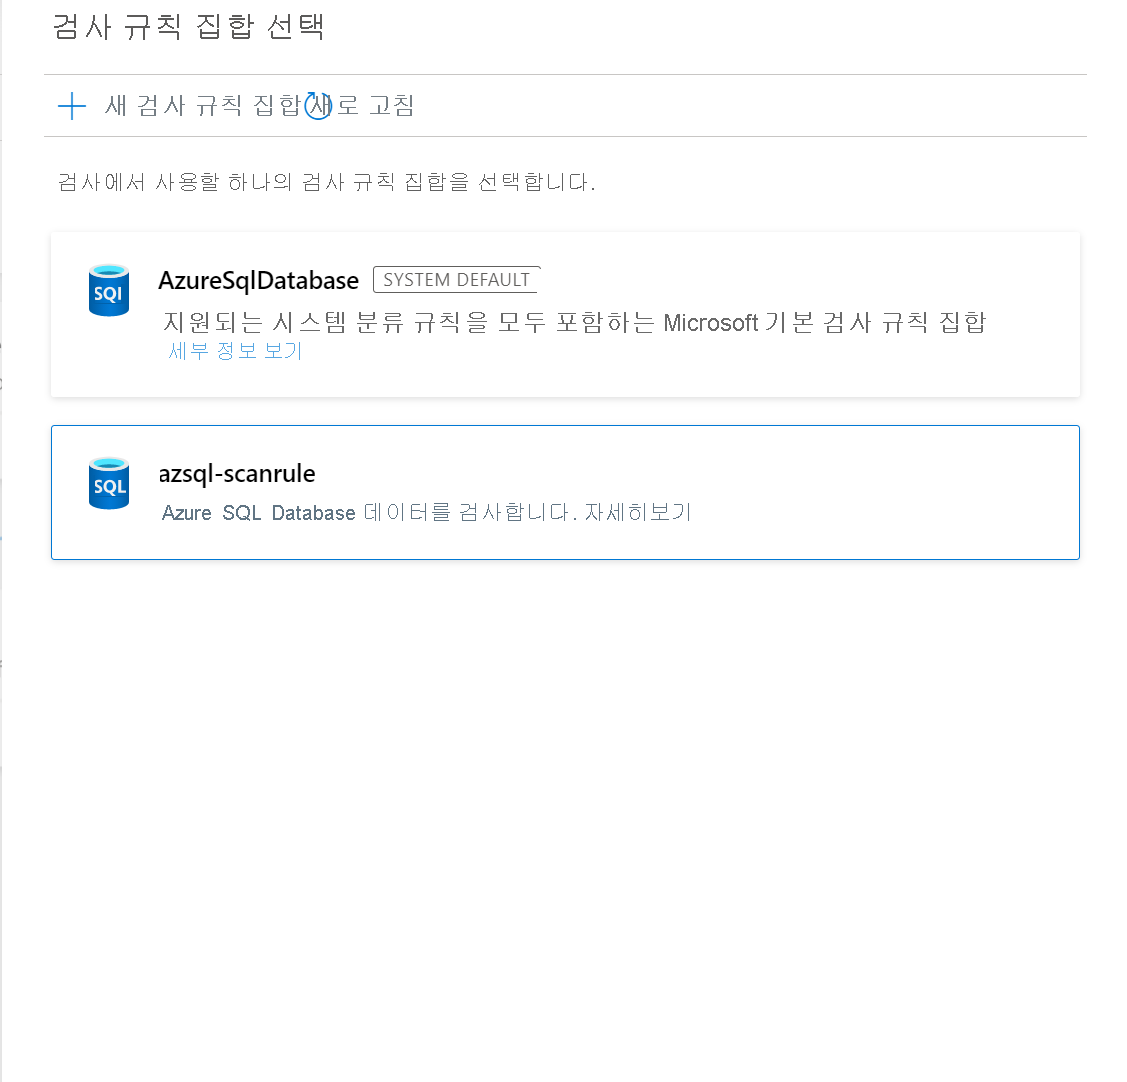 검사 규칙 집합 선택
새 검사 규칙 집합 새로 고침
검사에서 사용할 하나의 검사 규칙 집합을 선택합니다.
SQl AzureSqlDatabase SYSTEM DEFAULT
지원되는 시스템 분류 규칙을 모두 포함하는 Microsoft 기본 검사 규칙 집합
세부 정보 보기
SQL azsql-scanrule
Azure SQL Database 데이터를 검사합니다. 자세히보기